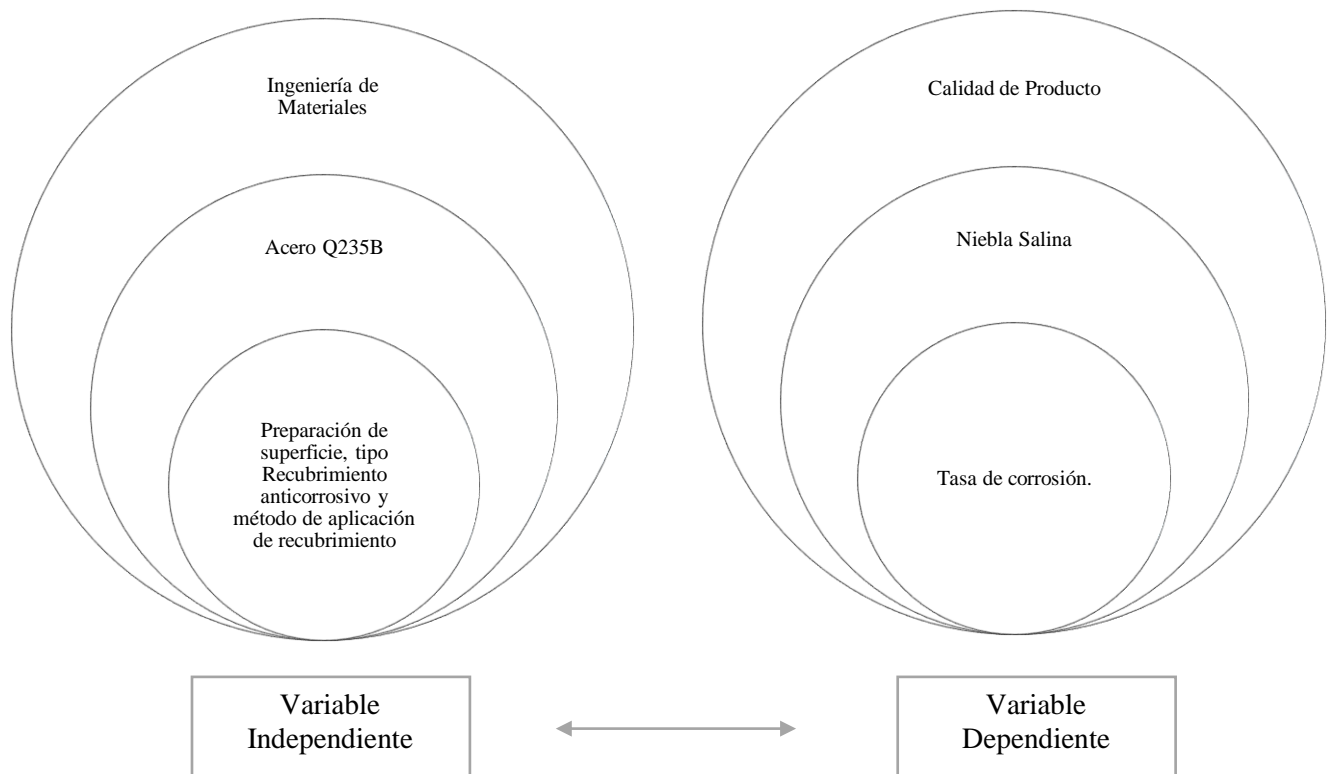 Ingeniería de
Materiales
Acero Q235B
Preparación de
superficie, tipo
Recubrimiento
anticorrosivo y
método de aplicación
de recubrimiento
Calidad de Producto
Niebla Salina
Tasa de corrosión.
Variable
Independiente
Variable
Dependiente